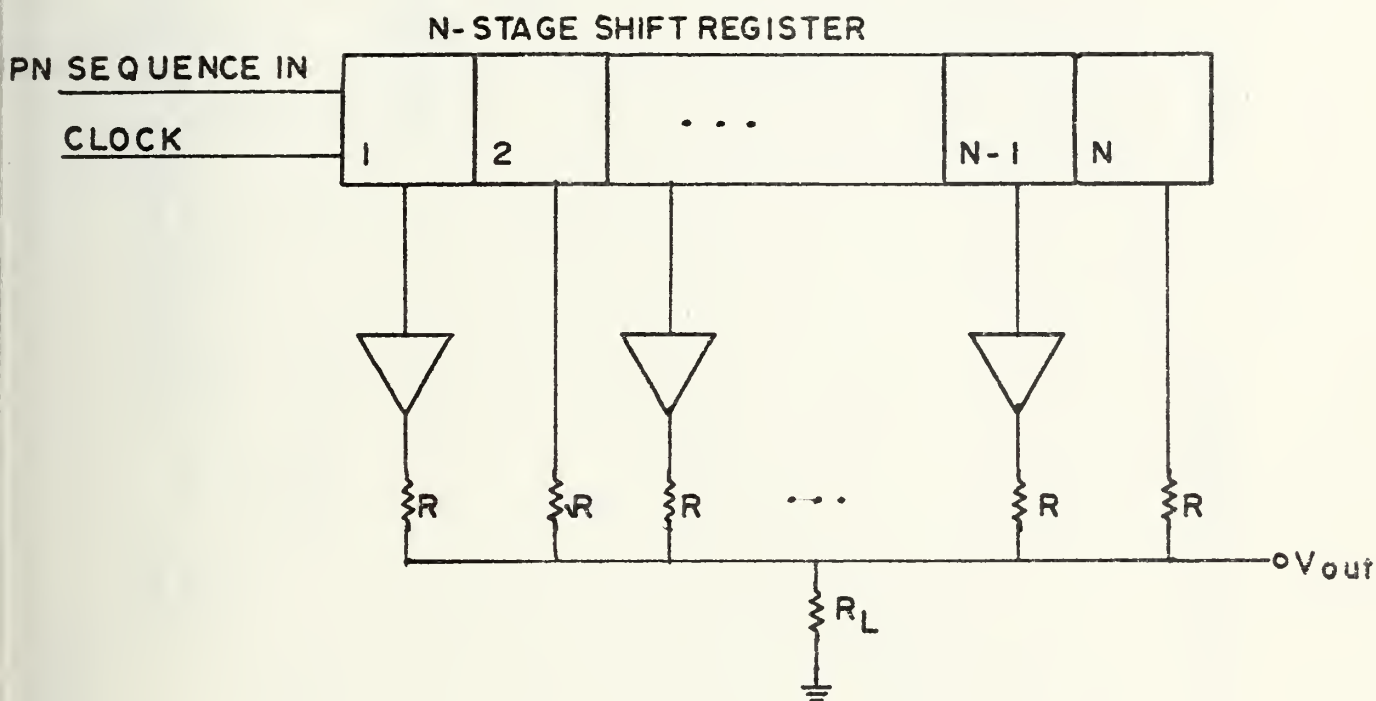 N-STAGE SHIFT REGISTER
PN SEQUENCE IN
CLOCK
1 2 ... N-1 N
R R R ... R R
Vout
RL